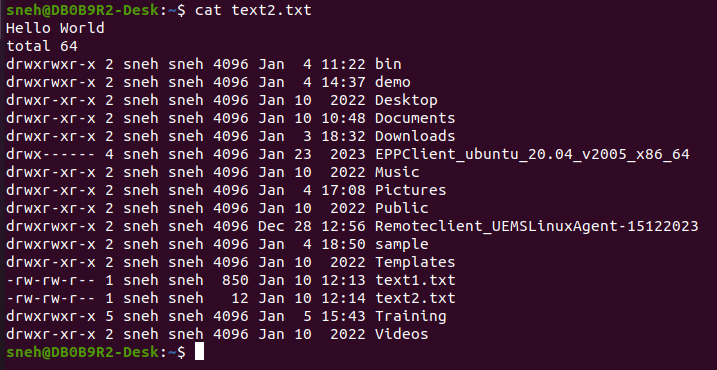 sneh@DB0B9R2-Desk:~$ cat text2.txt
Hello World
total 64
drwxrwxr-x 2 sneh sneh 4096 Jan  4 11:22 bin
drwxrwxr-x 2 sneh sneh 4096 Jan  4 14:37 demo
drwxr-xr-x 2 sneh sneh 4096 Jan 10  2022 Desktop
drwxr-xr-x 2 sneh sneh 4096 Jan 10 10:48 Documents
drwxr-xr-x 2 sneh sneh 4096 Jan  3 18:32 Downloads
drwx------ 4 sneh sneh 4096 Jan 23  2023 EPPClient_ubuntu_20.04_v2005_x86_64
drwxr-xr-x 2 sneh sneh 4096 Jan 10  2022 Music
drwxr-xr-x 2 sneh sneh 4096 Jan  4 17:08 Pictures
drwxr-xr-x 2 sneh sneh 4096 Jan 10  2022 Public
drwxrwxr-x 2 sneh sneh 4096 Dec 28 12:56 Remoteclient_UEMSLinuxAgent-15122023
drwxrwxr-x 2 sneh sneh 4096 Jan  4 18:50 sample
drwxr-xr-x 2 sneh sneh 4096 Jan 10  2022 Templates
-rw-rw-r-- 1 sneh sneh  850 Jan 10 12:13 text1.txt
-rw-rw-r-- 1 sneh sneh   12 Jan 10 12:14 text2.txt
drwxrwxr-x 5 sneh sneh 4096 Jan  5 15:43 Training
drwxr-xr-x 2 sneh sneh 4096 Jan 10  2022 Videos
sneh@DB0B9R2-Desk:~$